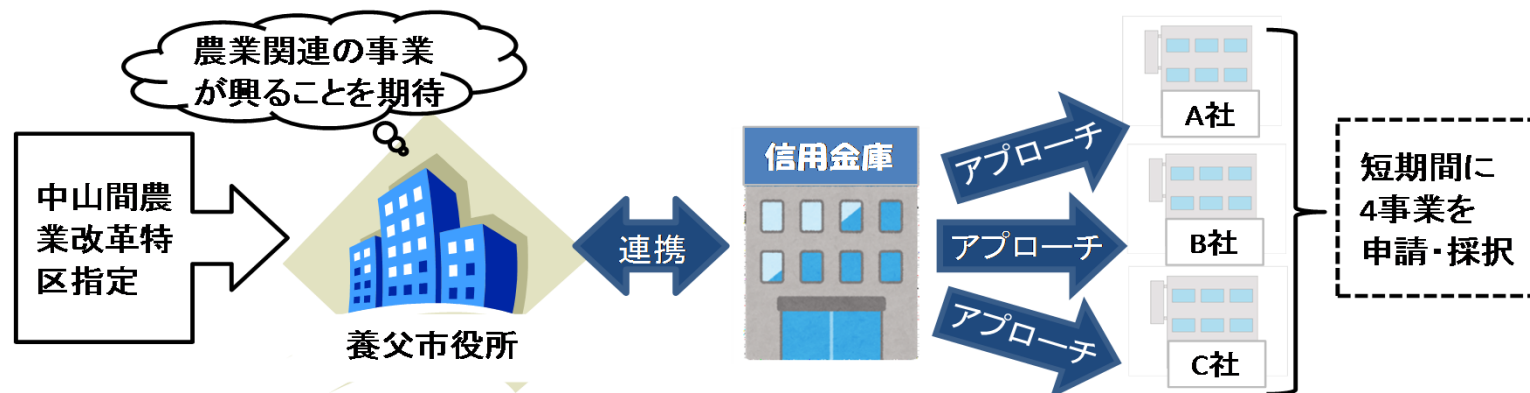 農業関連の事業
が興ることを期待
中山間農
業改革特
区指定
養父市役所
連携
信用金庫
アプローチ
アプローチ
アプローチ
A社
B社
C社
短期間に
4事業を
申請・採択